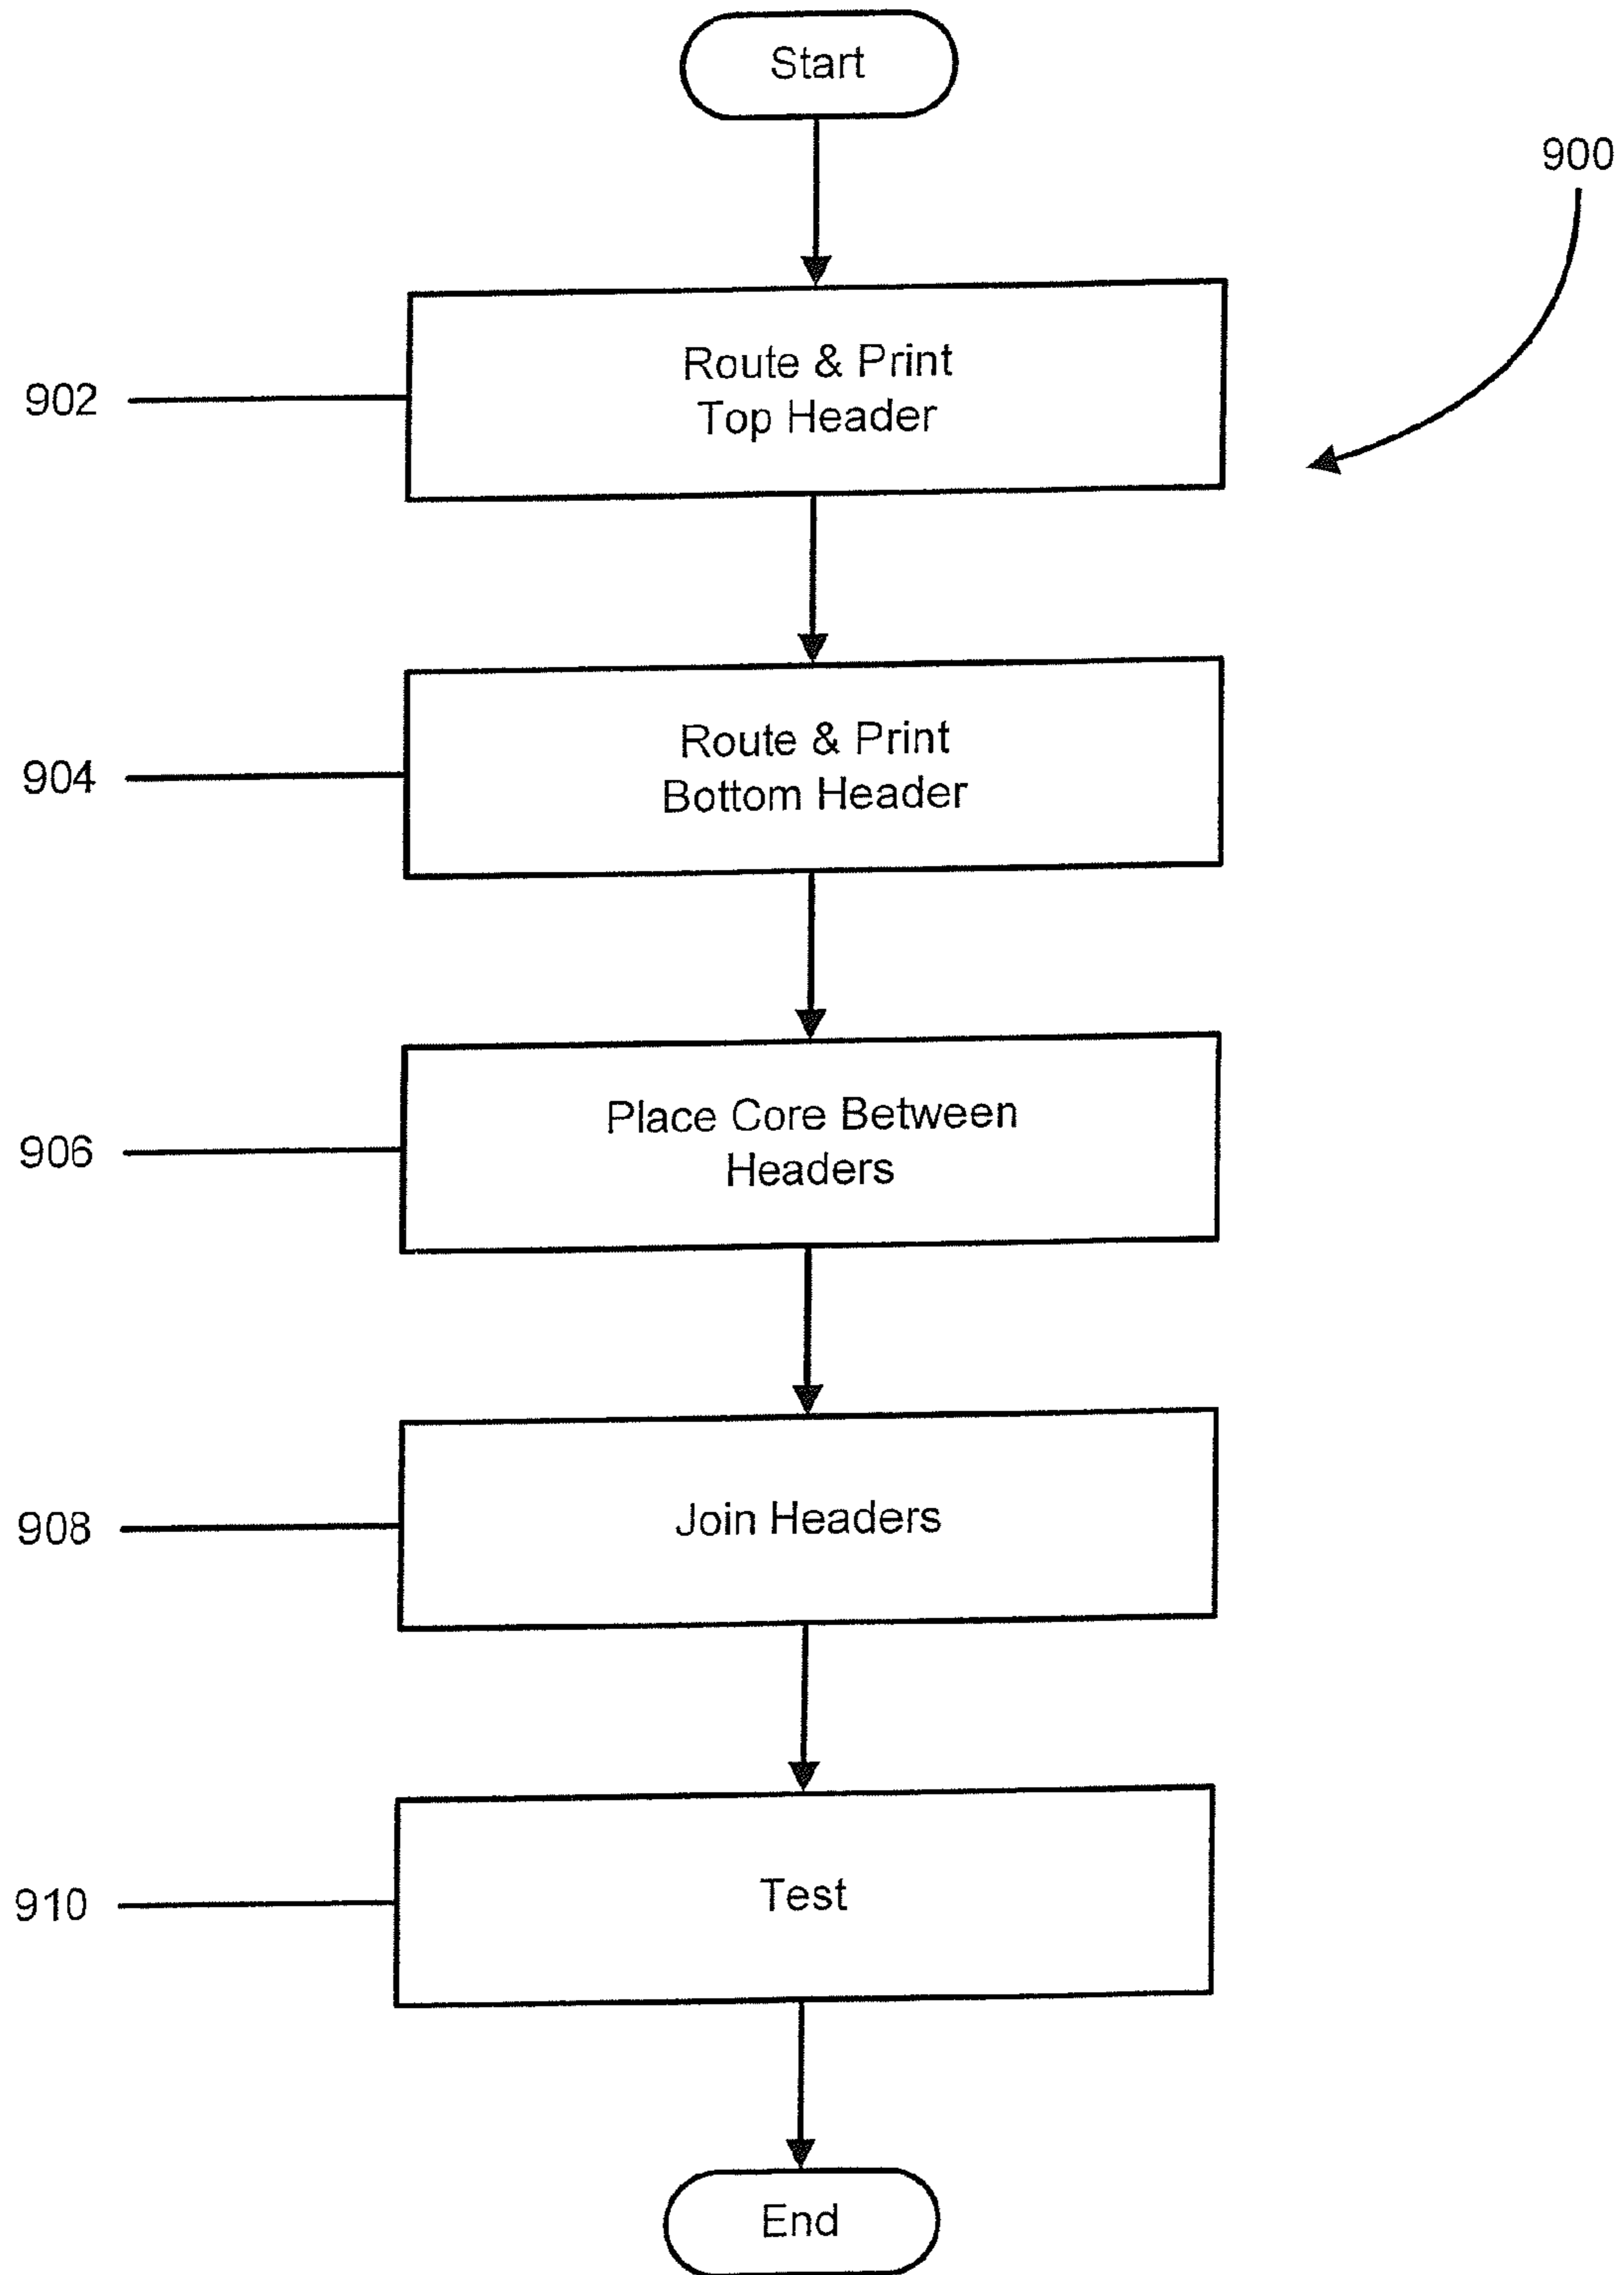 Start
900
902
Route & Print
Top Header
904
Route & Print
Bottom Header
906
Place Core Between
Headers
908
Join Headers
910
Test
End